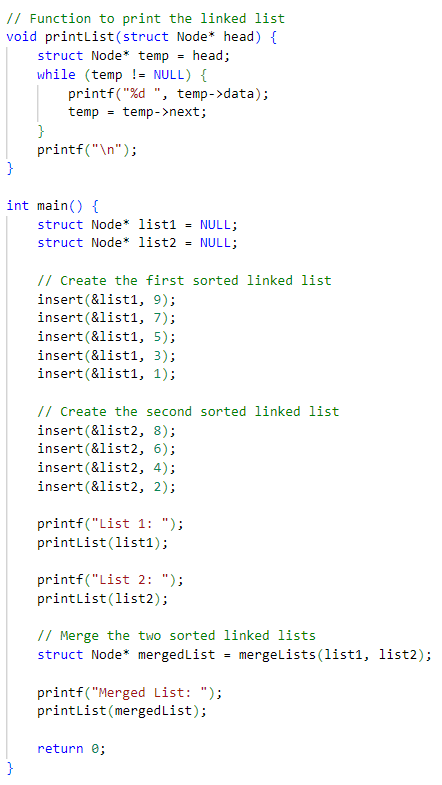 // Function to print the linked list
void printList(struct Node* head) {
    struct Node* temp = head;
    while (temp != NULL) {
        printf("%d ", temp->data);
        temp = temp->next;
    }
    printf("\n");
}

int main() {
    struct Node* list1 = NULL;
    struct Node* list2 = NULL;

    // Create the first sorted linked list
    insert(&list1, 9);
    insert(&list1, 7);
    insert(&list1, 5);
    insert(&list1, 3);
    insert(&list1, 1);

    // Create the second sorted linked list
    insert(&list2, 8);
    insert(&list2, 6);
    insert(&list2, 4);
    insert(&list2, 2);

    printf("List 1: ");
    printList(list1);

    printf("List 2: ");
    printList(list2);

    // Merge the two sorted linked lists
    struct Node* mergedList = mergeLists(list1, list2);

    printf("Merged List: ");
    printList(mergedList);

    return 0;
}